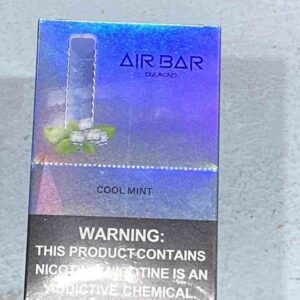 AIR BAR
DIAMOND
COOL MINT
WARNING:
THIS PRODUCT CONTAINS
NICOTINE. NICOTINE IS AN
ADDICTIVE CHEMICAL.